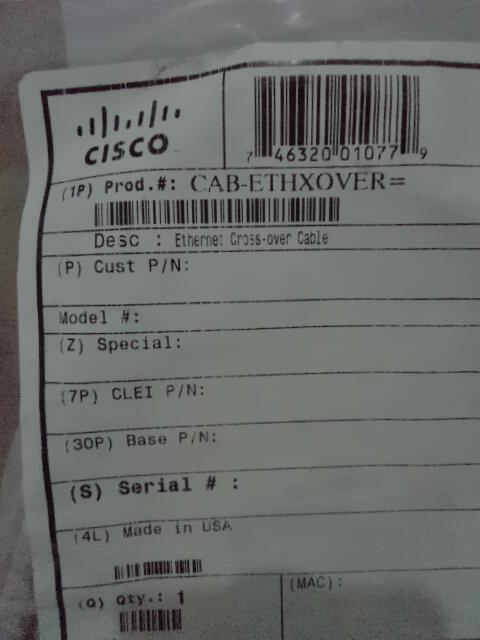 CISCO
7 46320 01077 9
(1P) Prod.#: CAB-ETHXOVER=
Desc : Ethernet Cross-over Cable
(P) Cust P/N:
Model #:
(Z) Special:
(7P) CLEI P/N:
(30P) Base P/N:
(S) Serial # :
(4L) Made in USA
(Q) Qty.: 1
(MAC):